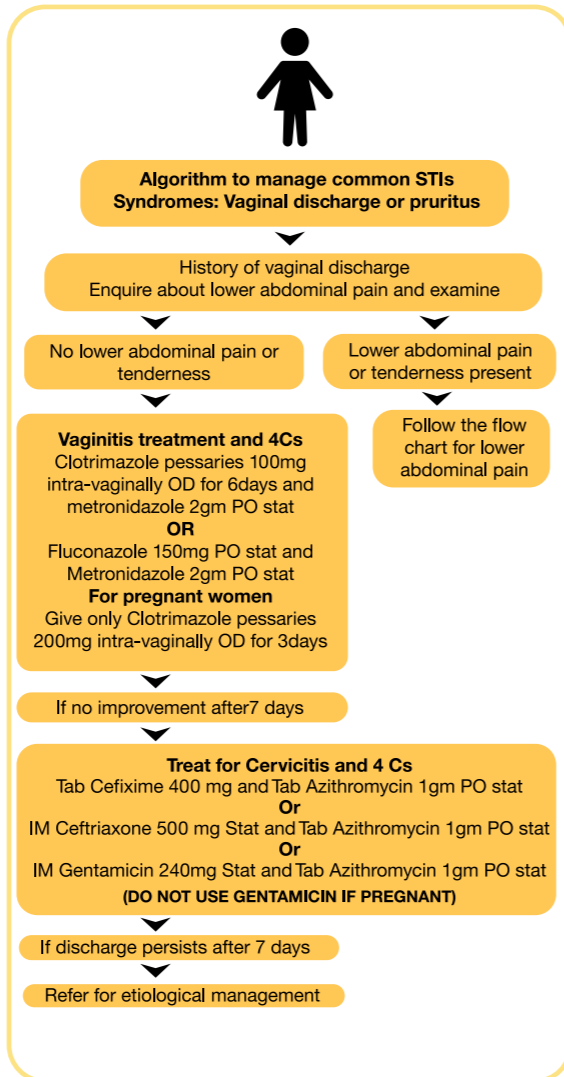 Algorithm to manage common STIs
Syndromes: Vaginal discharge or pruritus
History of vaginal discharge
Enquire about lower abdominal pain and examine
No lower abdominal pain or
tenderness
Lower abdominal pain
or tenderness present
Vaginitis treatment and 4Cs
Clotrimazole pessaries 100mg
intra-vaginally OD for 6days and
metronidazole 2gm PO stat
OR
Fluconazole 150mg PO stat and
Metronidazole 2gm PO stat
For pregnant women
Give only Clotrimazole pessaries
200mg intra-vaginally OD for 3days
Follow the flow
chart for lower
abdominal pain
If no improvement after7 days
Treat for Cervicitis and 4 Cs
Tab Cefixime 400 mg and Tab Azithromycin 1gm PO stat
Or
IM Ceftriaxone 500 mg Stat and Tab Azithromycin 1gm PO stat
Or
IM Gentamicin 240mg Stat and Tab Azithromycin 1gm PO stat
(DO NOT USE GENTAMICIN IF PREGNANT)
If discharge persists after 7 days
Refer for etiological management